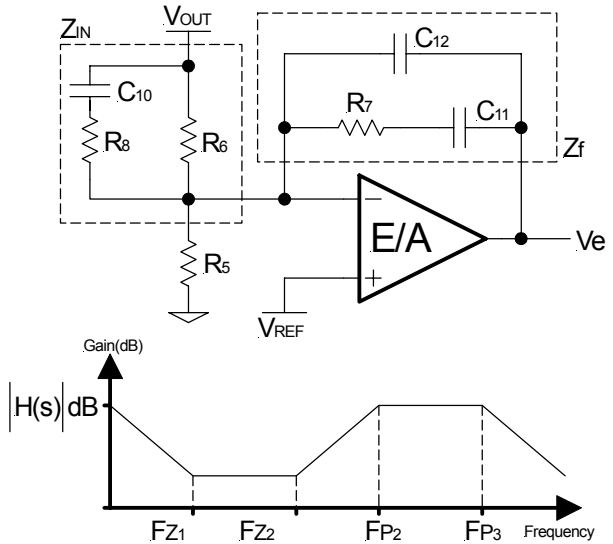 VOUT
ZIN
C12
C10
R7
C11
R8
R6
Zf
E/A
−
+
Ve
R5
VREF
Gain(dB)
|H(s)|dB
FZ1 FZ2 FP2 FP3 Frequency